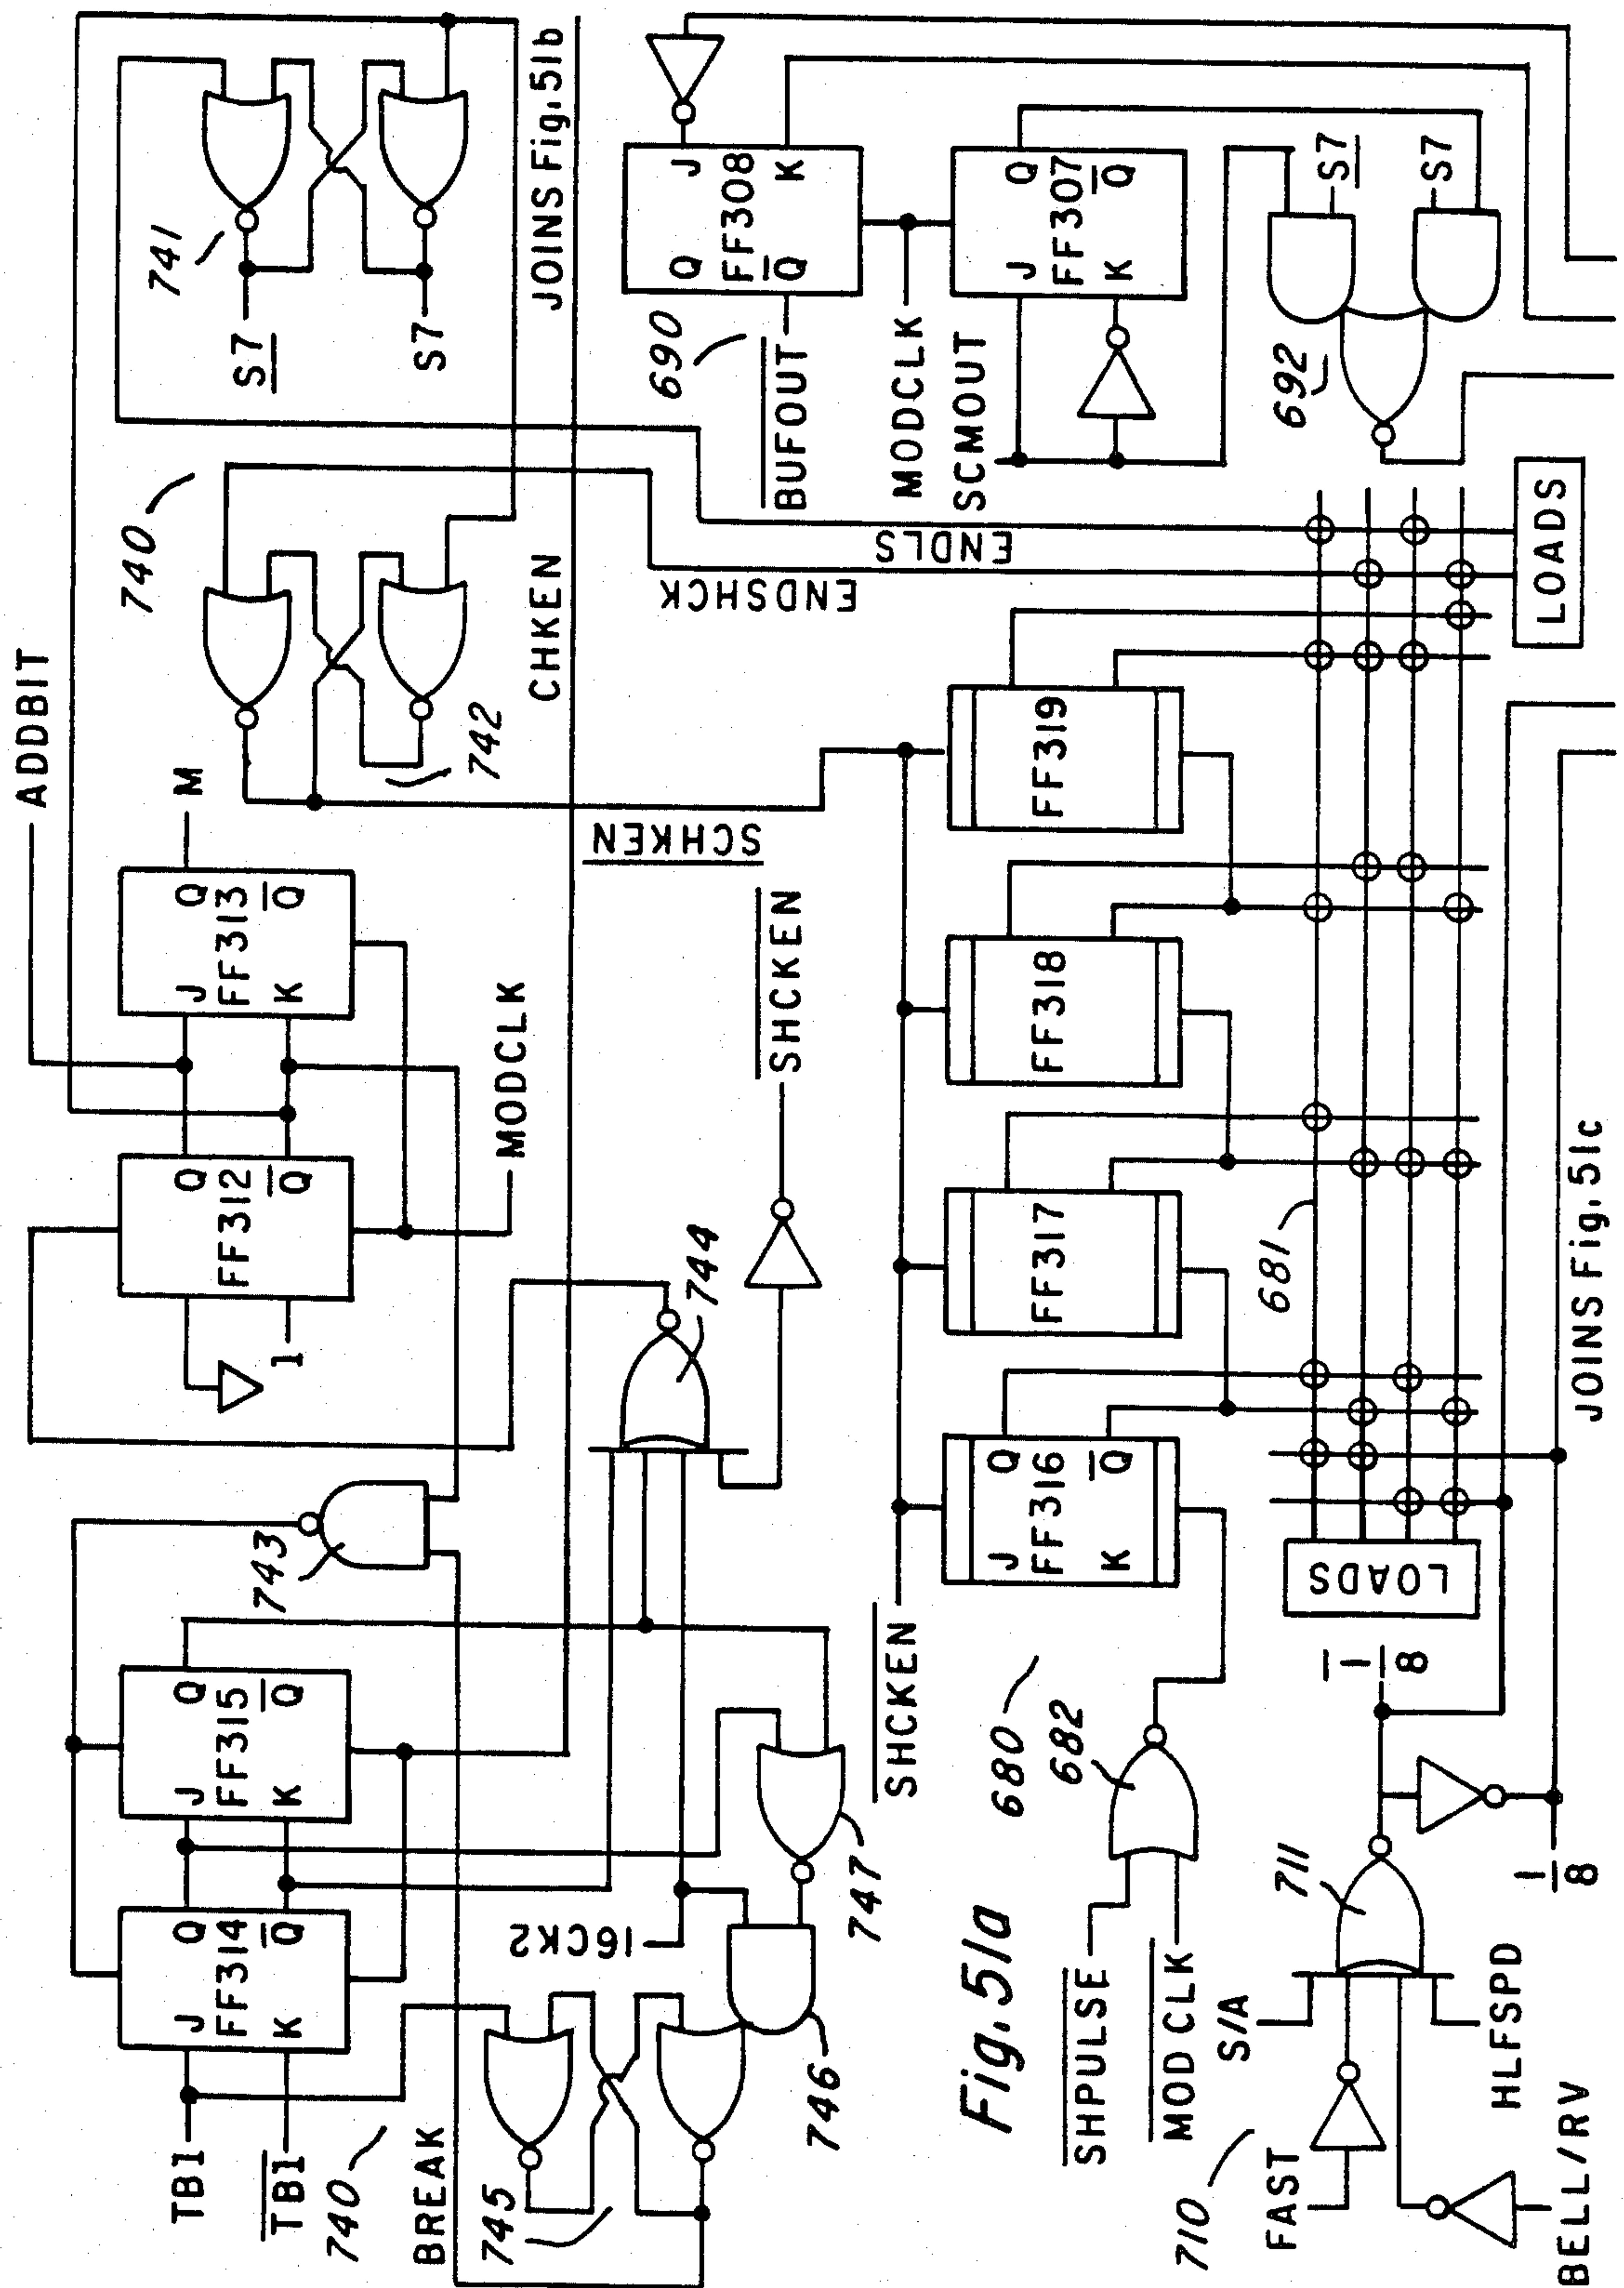 ADDBIT
TB1
TB1
740
BREAK
745
J
FF314
K
Q
Q
J
FF315
K
Q
Q
743
1
FF312
Q
Q
J
FF313
K
Q
Q
M
MODCLK
740
742
741
S7
S7
CHKEN
JOINS Fig. 51b
16CK2
746
747
744
SHCKEN
SCHKEN
ENDSHCK
ENDLS
690
BUFOUT
Q
FF308
Q
J
K
MODCLK
SCMOUT
J
FF307
K
Q
Q
S7
S7
692
Fig. 51a
SHPULSE
MOD CLK
680
682
SHCKEN
J
FF316
K
Q
Q
FF317
FF318
FF319
681
LOADS
LOADS
710
FAST
S/A
BELL/RV
HLFSPD
711
1/8
1/8
JOINS Fig. 51c